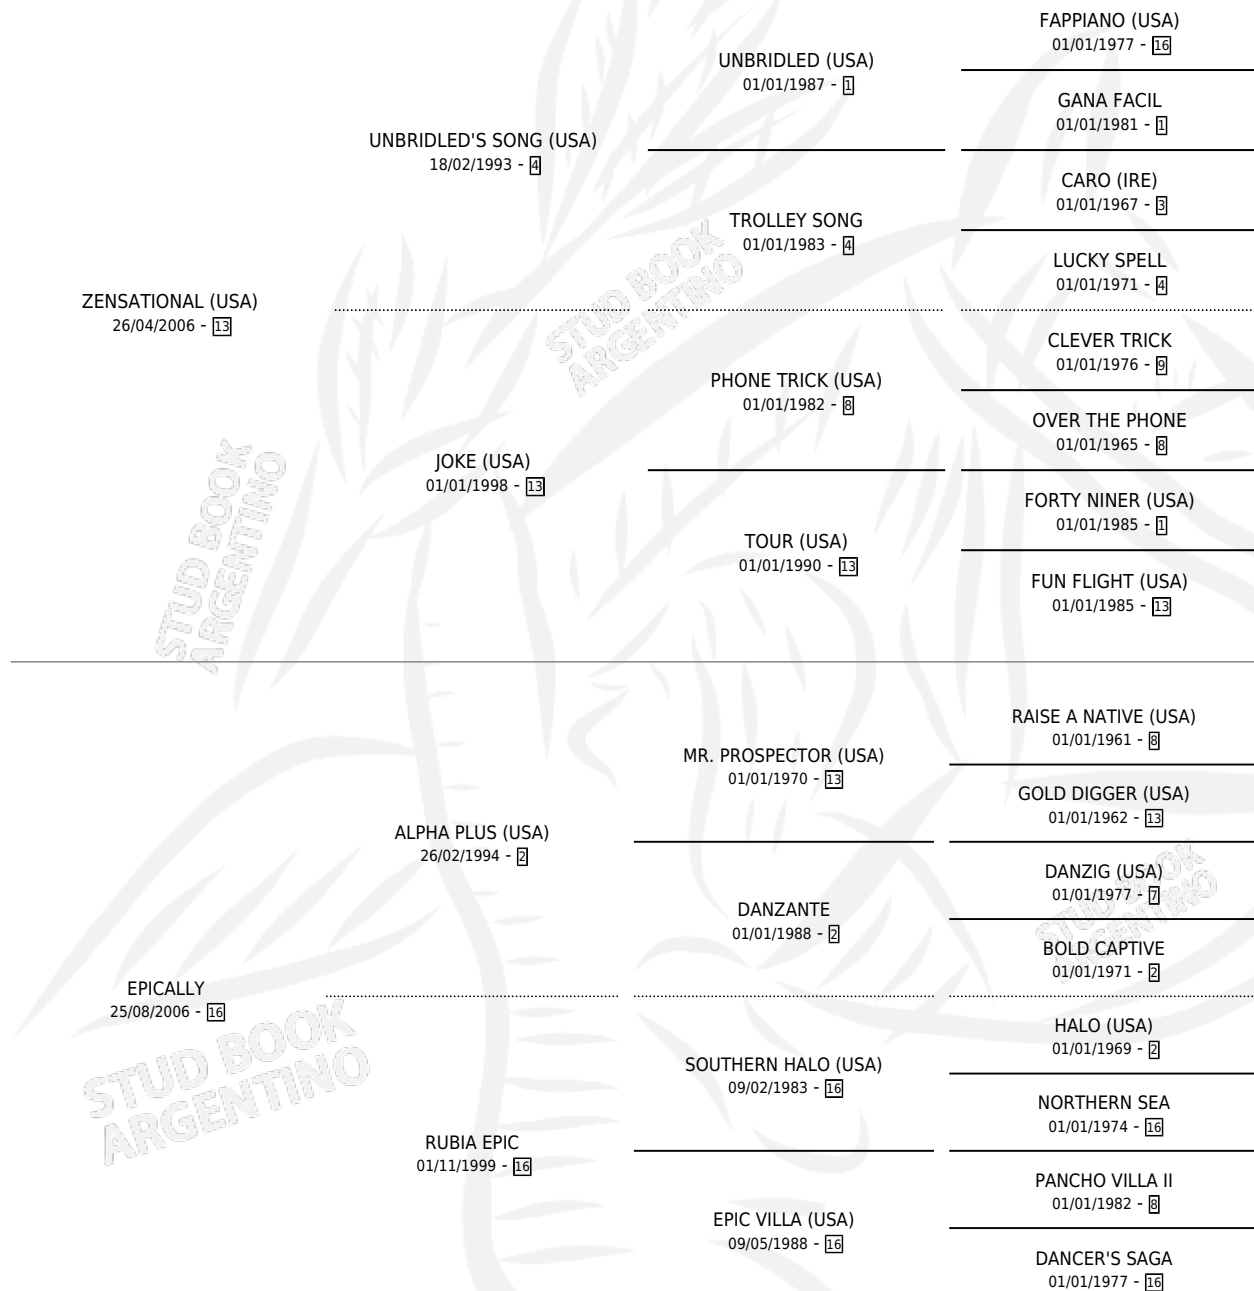 FAPPIANO (USA)
01/01/1977 - 16
UNBRIDLED (USA)
01/01/1987 - 1
GANA FACIL
01/01/1981 - 1
UNBRIDLED'S SONG (USA)
18/02/1993 - 4
CARO (IRE)
01/01/1967 - 3
TROLLEY SONG
01/01/1983 - 4
LUCKY SPELL
01/01/1971 - 4
ZENSATIONAL (USA)
26/04/2006 - 13
CLEVER TRICK
01/01/1976 - 9
PHONE TRICK (USA)
01/01/1982 - 8
OVER THE PHONE
01/01/1965 - 8
JOKE (USA)
01/01/1998 - 13
FORTY NINER (USA)
01/01/1985 - 1
TOUR (USA)
01/01/1990 - 13
FUN FLIGHT (USA)
01/01/1985 - 13
RAISE A NATIVE (USA)
01/01/1961 - 8
MR. PROSPECTOR (USA)
01/01/1970 - 13
GOLD DIGGER (USA)
01/01/1962 - 13
ALPHA PLUS (USA)
26/02/1994 - 2
DANZIG (USA)
01/01/1977 - 7
DANZANTE
01/01/1988 - 2
BOLD CAPTIVE
01/01/1971 - 2
EPICALLY
25/08/2006 - 16
HALO (USA)
01/01/1969 - 2
SOUTHERN HALO (USA)
09/02/1983 - 16
NORTHERN SEA
01/01/1974 - 16
RUBIA EPIC
01/11/1999 - 16
PANCHO VILLA II
01/01/1982 - 8
EPIC VILLA (USA)
09/05/1988 - 16
DANCER'S SAGA
01/01/1977 - 16
STUD BOOK
ARGENTINO
STUD BOOK
ARGENTINO
STUD BOOK
ARGENTINO
STUD BOOK
ARGENTINO